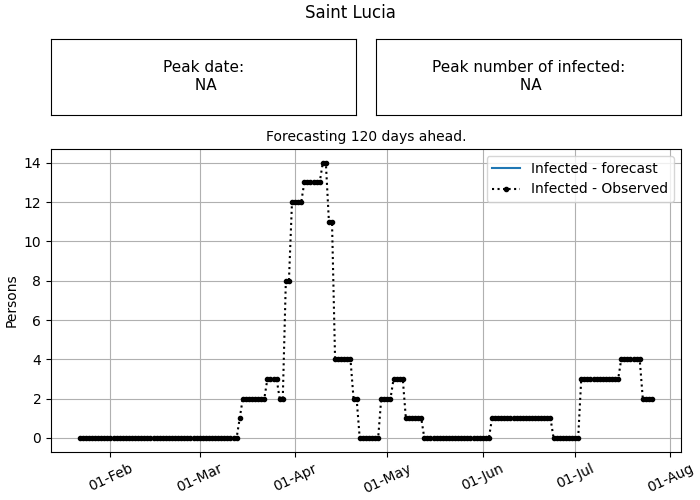 Saint Lucia
Peak date:
NA
Peak number of infected:
NA
Forecasting 120 days ahead.
Infected - forecast
Infected - Observed
Persons
14
12
10
8
6
4
2
0
01-Feb
01-Mar
01-Apr
01-May
01-Jun
01-Jul
01-Aug